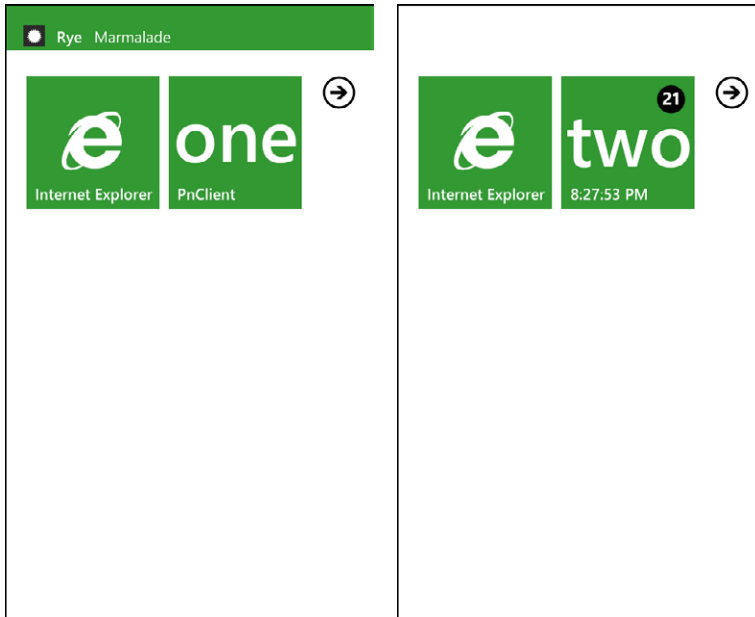 Rye Marmalade
one
Internet Explorer PnClient
21
two
Internet Explorer 8:27:53 PM